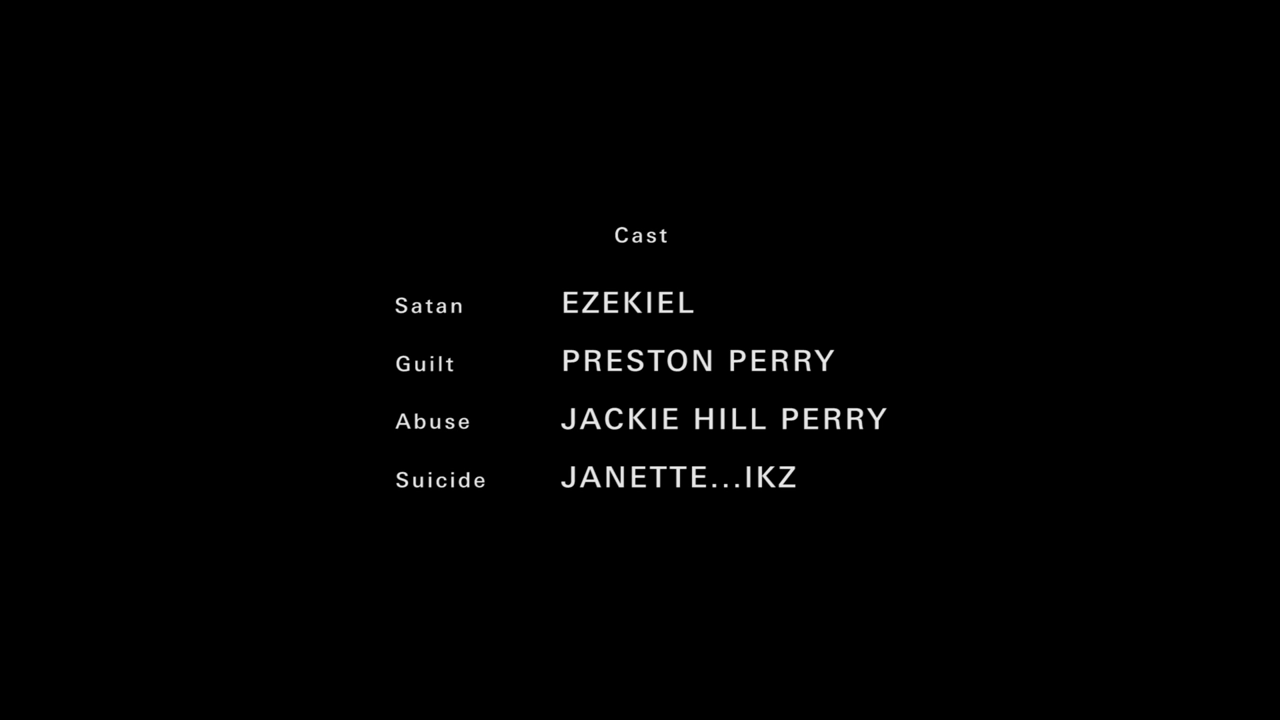 Cast
Satan EZEKIEL
Guilt PRESTON PERRY
Abuse JACKIE HILL PERRY
Suicide JANETTE...IKZ